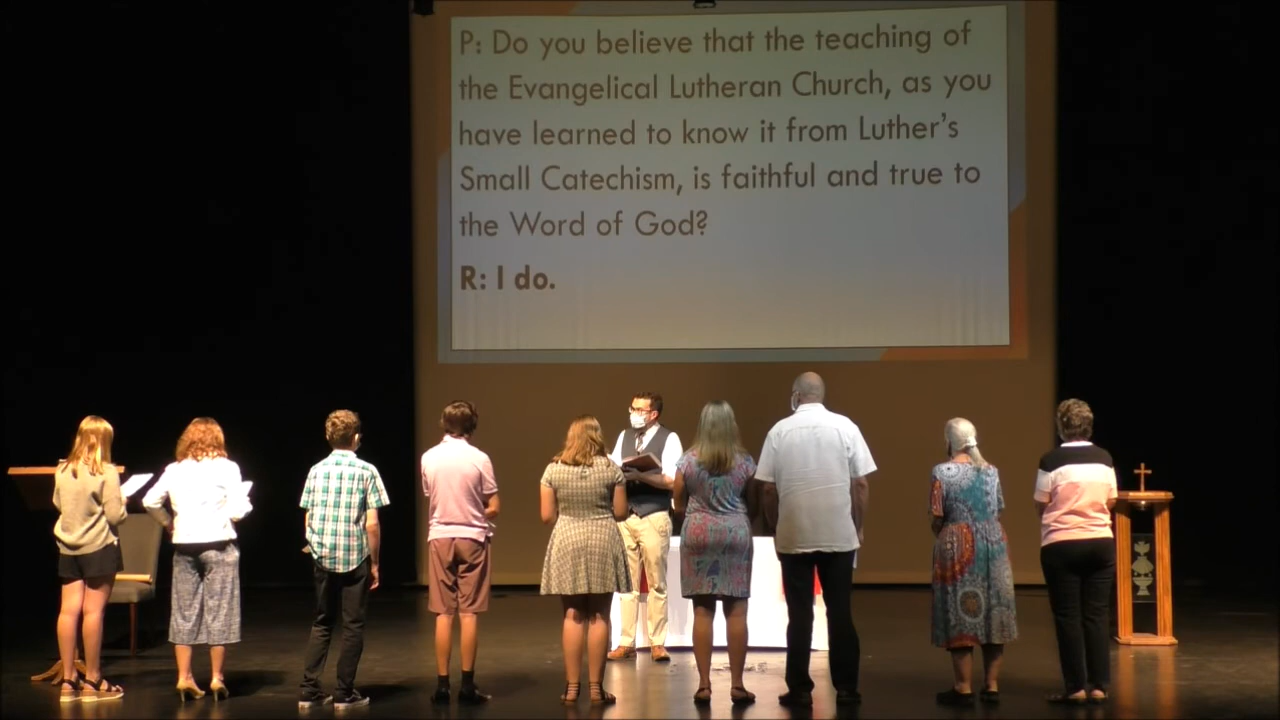 P: Do you believe that the teaching of
the Evangelical Lutheran Church, as you
have learned to know it from Luther's
Small Catechism, is faithful and true to
the Word of God?
R: I do.